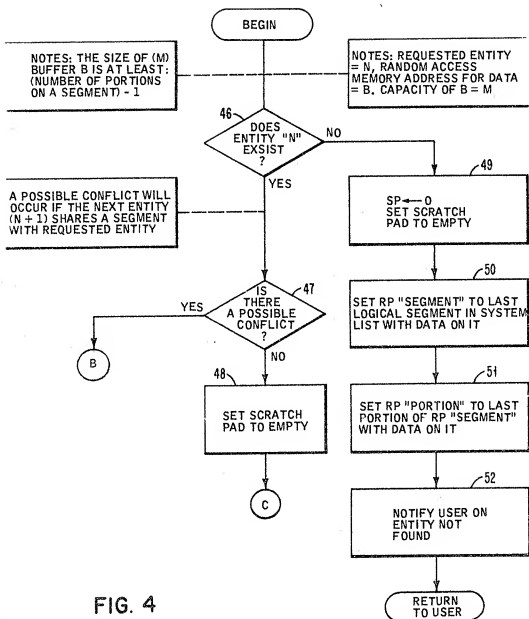 BEGIN
NOTES: THE SIZE OF (M)
BUFFER B IS AT LEAST:
(NUMBER OF PORTIONS
ON A SEGMENT) - 1
NOTES: REQUESTED ENTITY
= N, RANDOM ACCESS
MEMORY ADDRESS FOR DATA
= B. CAPACITY OF B = M
46
DOES
ENTITY "N"
EXSIST
?
NO
YES
A POSSIBLE CONFLICT WILL
OCCUR IF THE NEXT ENTITY
(N + 1) SHARES A SEGMENT
WITH REQUESTED ENTITY
49
SP ← O
SET SCRATCH
PAD TO EMPTY
47
IS
THERE
A POSSIBLE
CONFLICT
?
YES
NO
B
50
SET RP "SEGMENT" TO LAST
LOGICAL SEGMENT IN SYSTEM
LIST WITH DATA ON IT
48
SET SCRATCH
PAD TO EMPTY
C
51
SET RP "PORTION" TO LAST
PORTION OF RP "SEGMENT"
WITH DATA ON IT
52
NOTIFY USER ON
ENTITY NOT
FOUND
RETURN
TO USER
FIG. 4